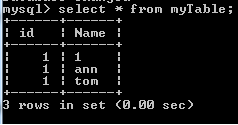 mysql> select * from myTable;
+------+------+
| id   | Name |
+------+------+
|    1 | 1    |
|    1 | ann  |
|    1 | tom  |
+------+------+
3 rows in set (0.00 sec)